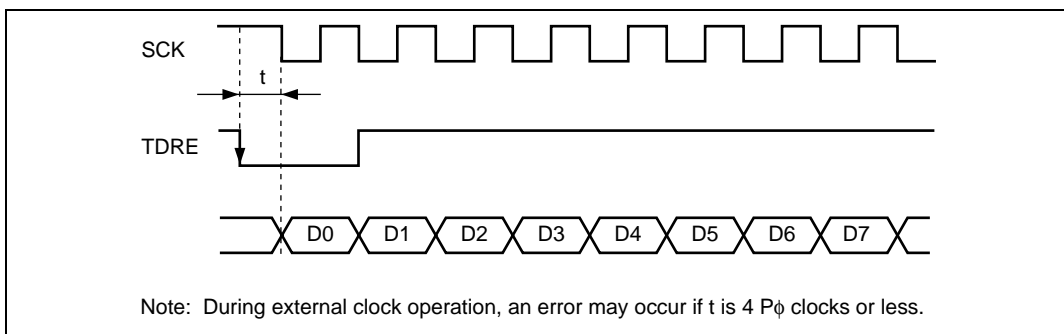 SCK
t
TDRE
D0 D1 D2 D3 D4 D5 D6 D7
Note: During external clock operation, an error may occur if t is 4 Pϕ clocks or less.